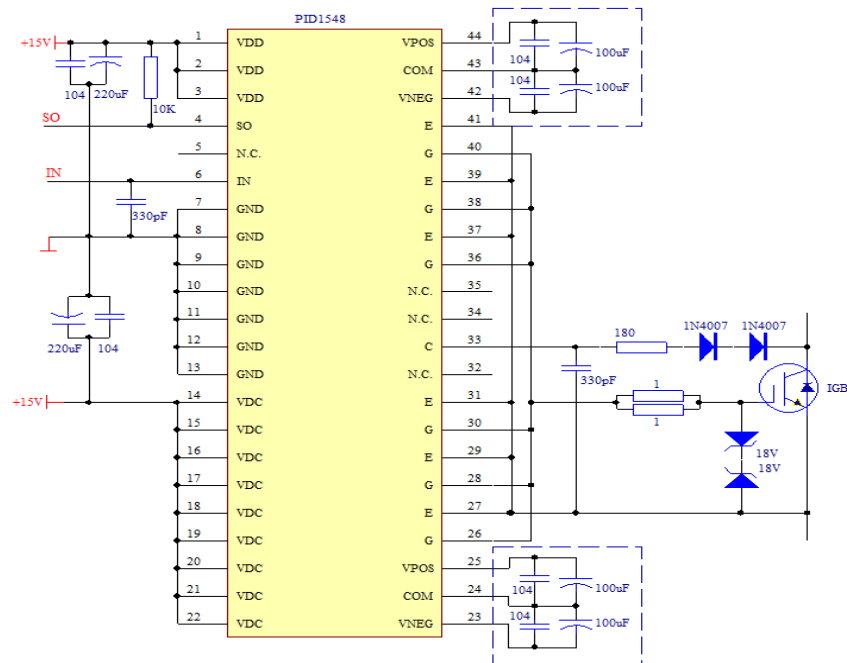 PID1548
+15V
104
220uF
10K
SO
IN
330pF
220uF
104
+15V
1 VDD
2 VDD
3 VDD
4 SO
5 N.C.
6 IN
7 GND
8 GND
9 GND
10 GND
11 GND
12 GND
13 GND
14 VDC
15 VDC
16 VDC
17 VDC
18 VDC
19 VDC
20 VDC
21 VDC
22 VDC
VPOS 44
COM 43
VNEG 42
E 41
G 40
E 39
G 38
E 37
G 36
N.C. 35
N.C. 34
C 33
N.C. 32
E 31
G 30
E 29
G 28
E 27
G 26
VPOS 25
COM 24
VNEG 23
104
100uF
104
100uF
180
1N4007
1N4007
330pF
1
1
IGB
18V
18V
104
100uF
104
100uF